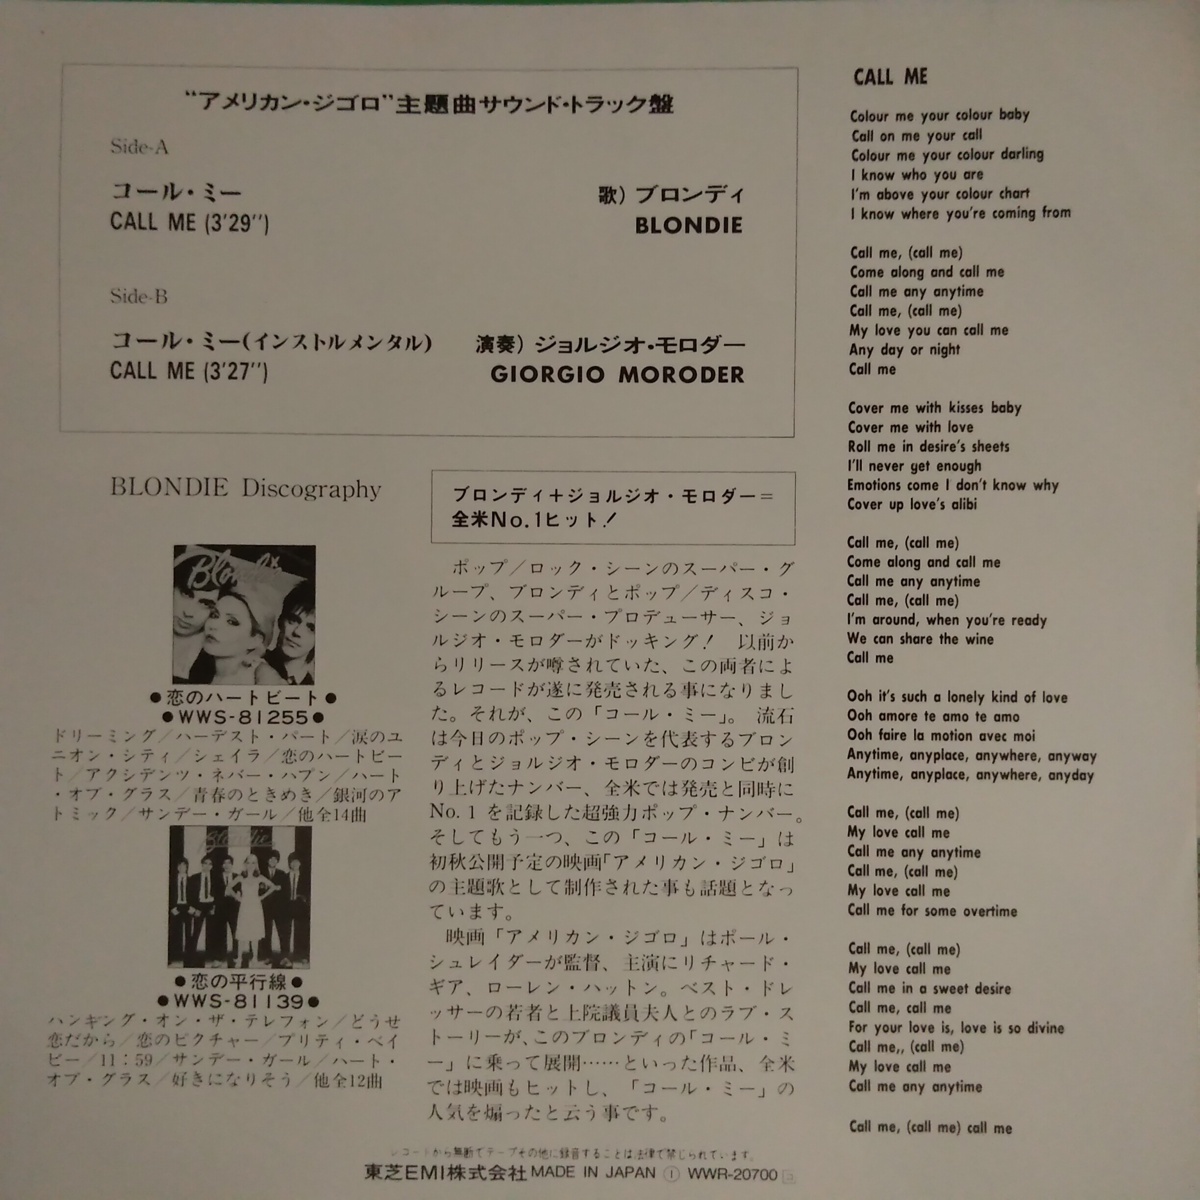 “アメリカン・ジゴロ”主題曲サウンド・トラック盤
Side-A
コール・ミー 歌）ブロンディ
CALL ME (3'29'') BLONDIE
Side-B
コール・ミー(インストルメンタル) 演奏）ジョルジオ・モロダー
CALL ME (3'27'') GIORGIO MORODER
BLONDIE Discography
Blondie
●恋のハートビート●
●WWS-81255●
ドリーミング／ハーデスト・パート／涙のユ
ニオン・シティ／シェイラ／恋のハートビー
ト／アクシデンツ・ネバー・ハプン／ハート
・オブ・グラス／青春のときめき／銀河のア
トミック／サンデー・ガール／他全14曲
Blondie
●恋の平行線●
●WWS-81139●
ハンギング・オン・ザ・テレフォン／どうせ
恋だから／恋のピクチャー／プリティ・ベイ
ビー／11：59／サンデー・ガール／ハート・
オブ・グラス／好きになりそう／他全12曲
ブロンディ＋ジョルジオ・モロダー＝
全米No.1ヒット！
ポップ／ロック・シーンのスーパー・グ
ループ、ブロンディとポップ／ディスコ・
シーンのスーパー・プロデューサー、ジョ
ルジオ・モロダーがドッキング！ 以前か
らリリースが噂されていた、この両者によ
るレコードが遂に発売される事になりまし
た。それが、この「コール・ミー」。 流石
は今日のポップ・シーンを代表するブロン
ディとジョルジオ・モロダーのコンビが創
り上げたナンバー、全米では発売と同時に
No. 1 を記録した超強力ポップ・ナンバー。
そしてもう一つ、この「コール・ミー」は
初秋公開予定の映画「アメリカン・ジゴロ」
の主題歌として制作された事も話題となっ
ています。
映画「アメリカン・ジゴロ」はポール・
シュレイダーが監督、主演にリチャード・
ギア、ローレン・ハットン。ベスト・ドレ
ッサーの若者と上院議員夫人とのラブ・ス
トーリーが、このブロンディの「コール・ミ
ー」に乗って展開……といった作品、全米
では映画もヒットし、「コール・ミー」の
人気を煽ったと云う事です。
CALL ME
Colour me your colour baby
Call on me your call
Colour me your colour darling
I know who you are
I'm above your colour chart
I know where you're coming from
Call me, (call me)
Come along and call me
Call me any anytime
Call me, (call me)
My love you can call me
Any day or night
Call me
Cover me with kisses baby
Cover me with love
Roll me in desire's sheets
I'll never get enough
Emotions come I don't know why
Cover up love's alibi
Call me, (call me)
Come along and call me
Call me any anytime
Call me, (call me)
I'm around, when you're ready
We can share the wine
Call me
Ooh it's such a lonely kind of love
Ooh amore te amo te amo
Ooh faire la motion avec moi
Anytime, anyplace, anywhere, anyway
Anytime, anyplace, anywhere, anyday
Call me, (call me)
My love call me
Call me any anytime
Call me, (call me)
My love call me
Call me for some overtime
Call me, (call me)
My love call me
Call me in a sweet desire
Call me, call me
For your love is, love is so divine
Call me,, (call me)
My love call me
Call me any anytime
Call me, (call me) call me
レコードから無断でテープその他に録音することは法律で禁じられています。
東芝EMI株式会社 MADE IN JAPAN Ⓘ WWR-20700